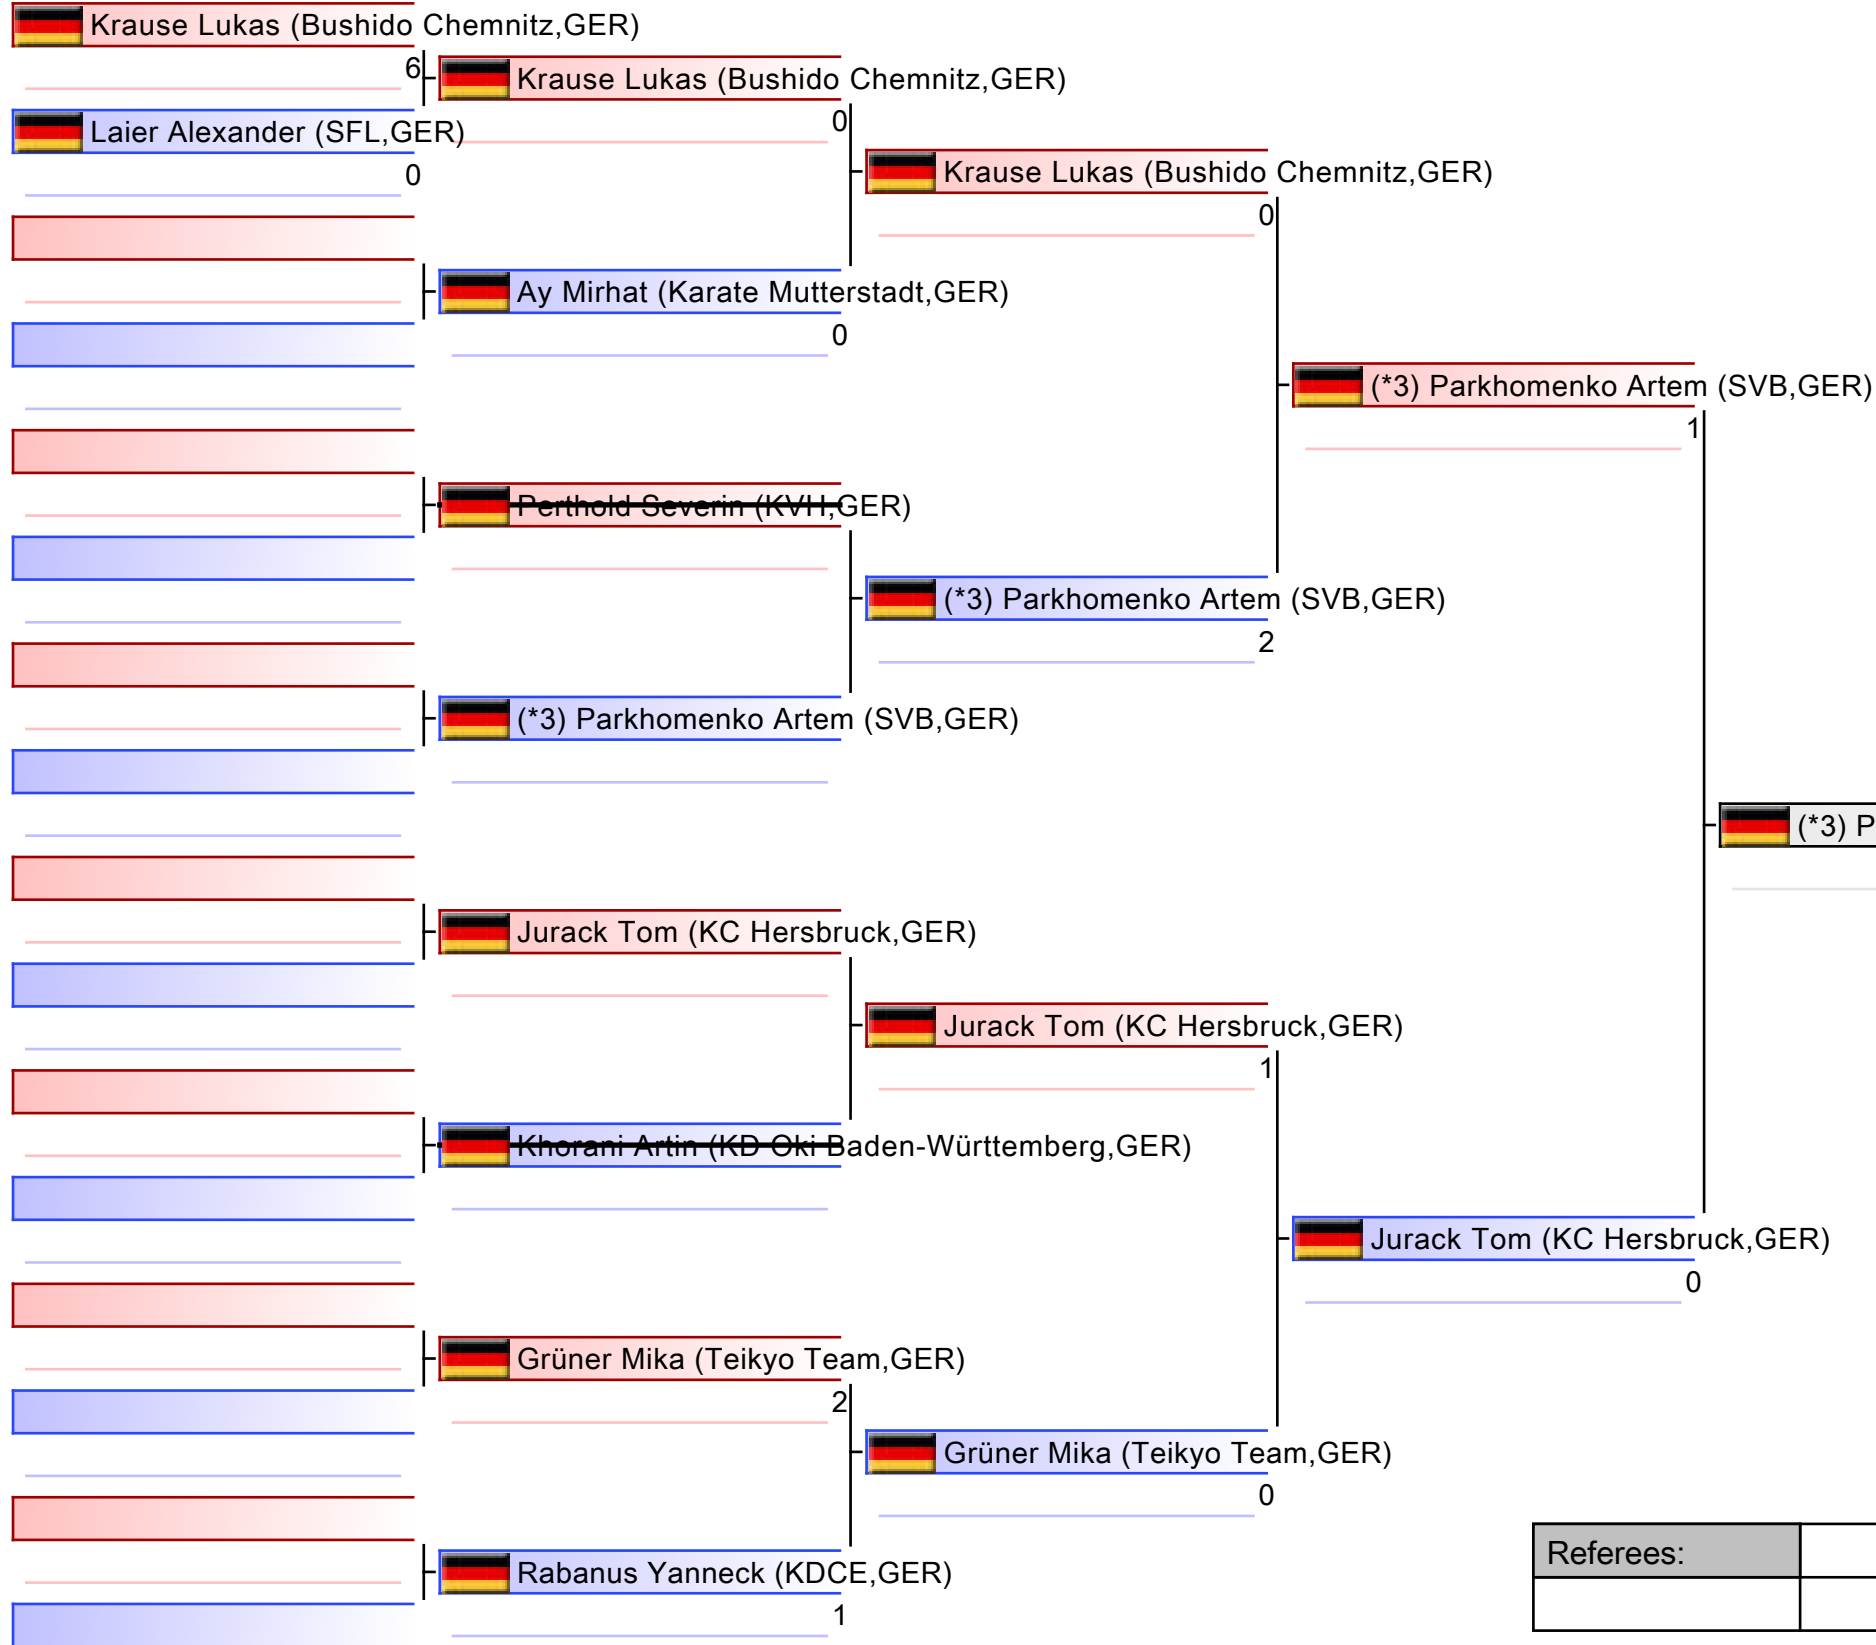 Krause Lukas (Bushido Chemnitz,GER)
6
Krause Lukas (Bushido Chemnitz,GER)
0
Laier Alexander (SFL,GER)
0
Krause Lukas (Bushido Chemnitz,GER)
0
Ay Mirhat (Karate Mutterstadt,GER)
0
(*3) Parkhomenko Artem (SVB,GER)
1
Perthold Severin (KVH,GER)
(*3) Parkhomenko Artem (SVB,GER)
2
(*3) Parkhomenko Artem (SVB,GER)
(*3) P
Jurack Tom (KC Hersbruck,GER)
Jurack Tom (KC Hersbruck,GER)
1
Khorani Artin (KD Oki Baden-Württemberg,GER)
Jurack Tom (KC Hersbruck,GER)
0
Grüner Mika (Teikyo Team,GER)
2
Grüner Mika (Teikyo Team,GER)
0
Referees:
Rabanus Yanneck (KDCE,GER)
1